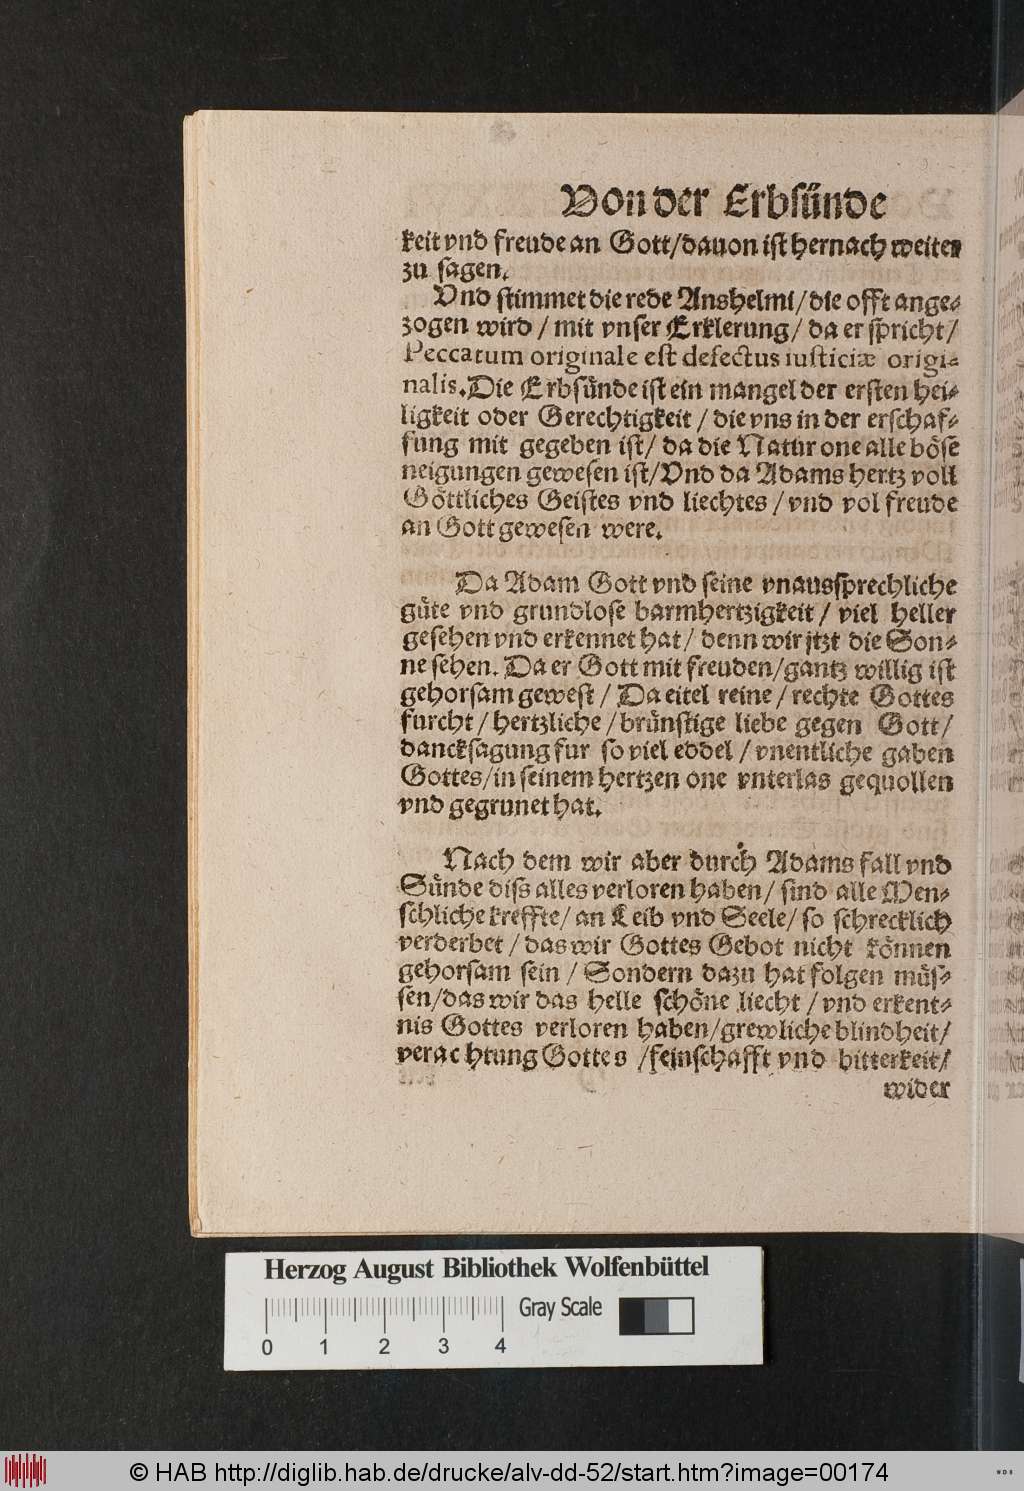 Von der Erbsünde
keit vnd freude an Gott/dauon ist hernach weiter
zu sagen.
Vnd stimmet die rede Anshelmi/die offt ange-
zogen wird / mit vnser Erklerung/ da er spricht/
Peccatum originale est defectus iusticiæ origi-
nalis.Die Erbsünde ist ein mangel der ersten hei-
ligkeit oder Gerechtigkeit / die vns in der erschaf-
fung mit gegeben ist/ da die Natur one alle böse
neigungen gewesen ist/Vnd da Adams hertz voll
Göttliches Geistes vnd liechtes / vnd vol freude
an Gott gewesen were.
Da Adam Gott vnd seine vnaussprechliche
güte vnd grundlose barmhertzigkeit / viel heller
gesehen vnd erkennet hat/ denn wir jtzt die Son-
ne sehen. Da er Gott mit freuden/gantz willig ist
gehorsam gewest / Da eitel reine / rechte Gottes
furcht / hertzliche / brünstige liebe gegen Gott/
dancksagung fur so viel eddel / vnentliche gaben
Gottes/in seinem hertzen one vnterlas gequollen
vnd gegrunet hat.
Nach dem wir aber durch Adams fall vnd
Sünde diss alles verloren haben/ sind alle Men-
schliche kreffte/ an Leib vnd Seele/ so schrecklich
verderbet / das wir Gottes Gebot nicht können
gehorsam sein / Sondern dazu hat folgen müs-
sen/das wir das helle schöne liecht / vnd erkent-
nis Gottes verloren haben/grewliche blindheit/
verachtung Gottes /feinschafft vnd bitterkeit/
wider
Herzog August Bibliothek Wolfenbüttel
Gray Scale
0 1 2 3 4
© HAB http://diglib.hab.de/drucke/alv-dd-52/start.htm?image=00174
WDB